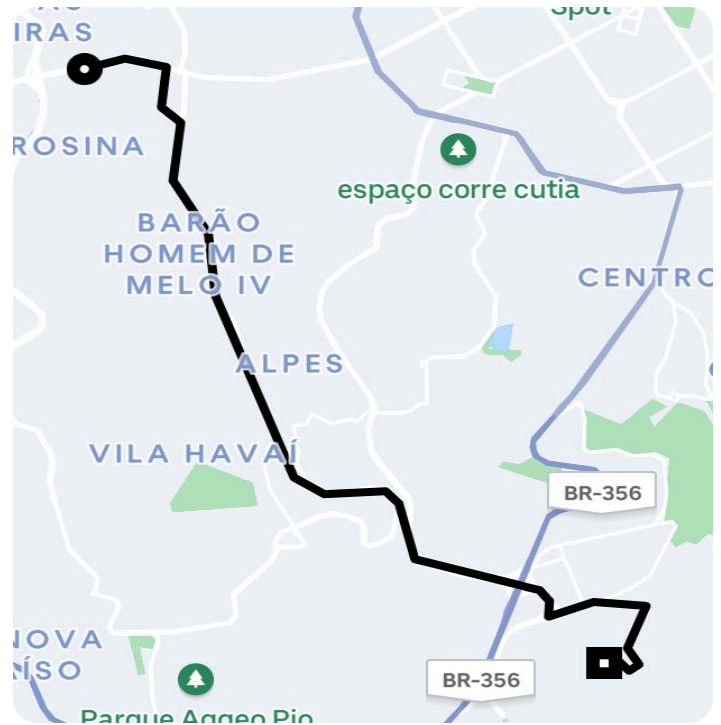 AS
IRAS
Spot
ROSINA
espaço corre cutia
BARÃO
HOMEM DE
MELO IV
CENTRO
ALPES
VILA HAVAÍ
BR-356
NOVA
ÍSO
BR-356
Parque Aggeo Pio